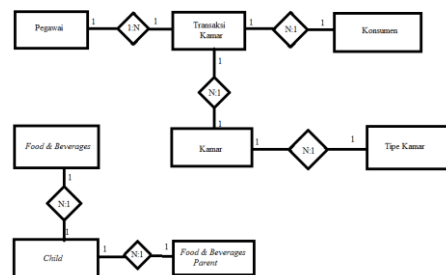 Pegawai
1
1:N
1
Transaksi
Kamar
1
N:1
1
Konsumen
1
N:1
1
Kamar
1
N:1
1
Tipe Kamar
Food & Beverages
1
N:1
1
Child
1
N:1
1
Food & Beverages
Parent